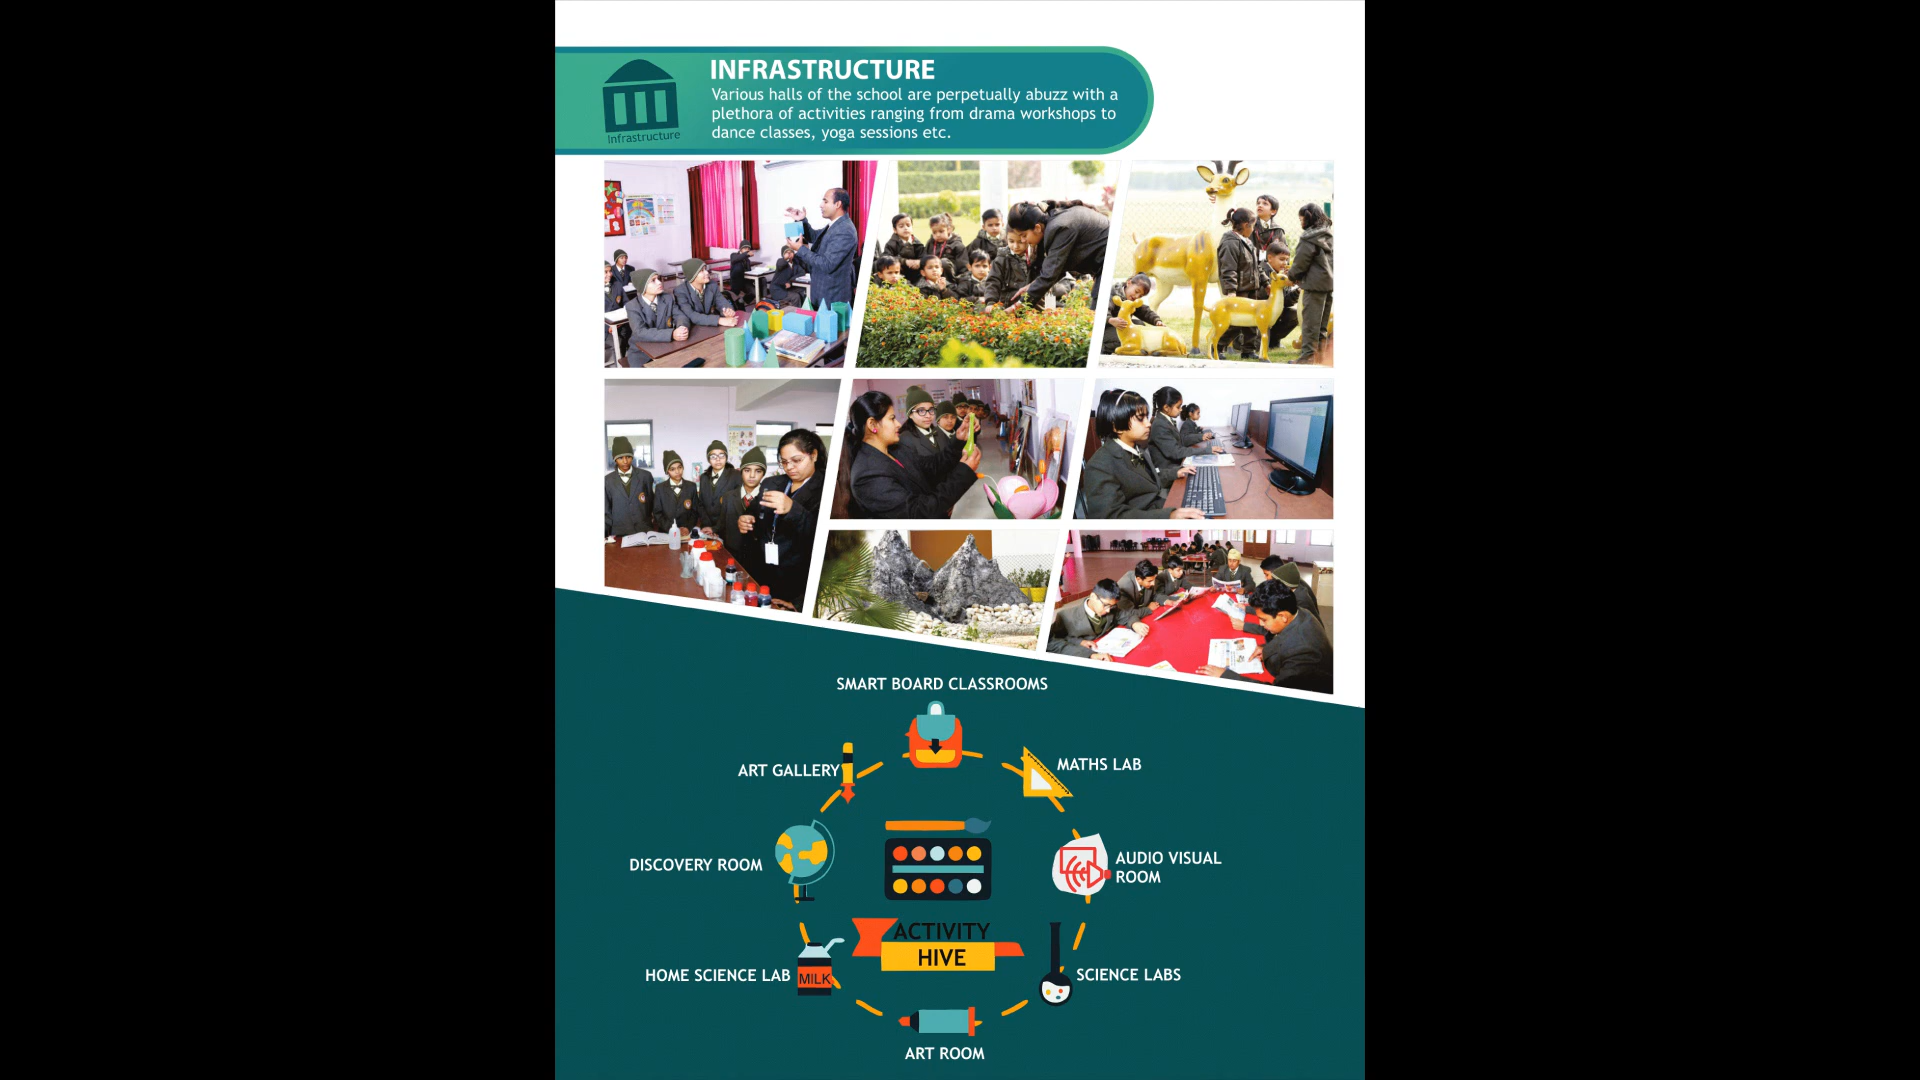 INFRASTRUCTURE
Various halls of the school are perpetually abuzz with a
plethora of activities ranging from drama workshops to
dance classes, yoga sessions etc.
Infrastructure
SMART BOARD CLASSROOMS
ART GALLERY
MATHS LAB
DISCOVERY ROOM
AUDIO VISUAL
ROOM
ACTIVITY
HIVE
HOME SCIENCE LAB
MILK
SCIENCE LABS
ART ROOM